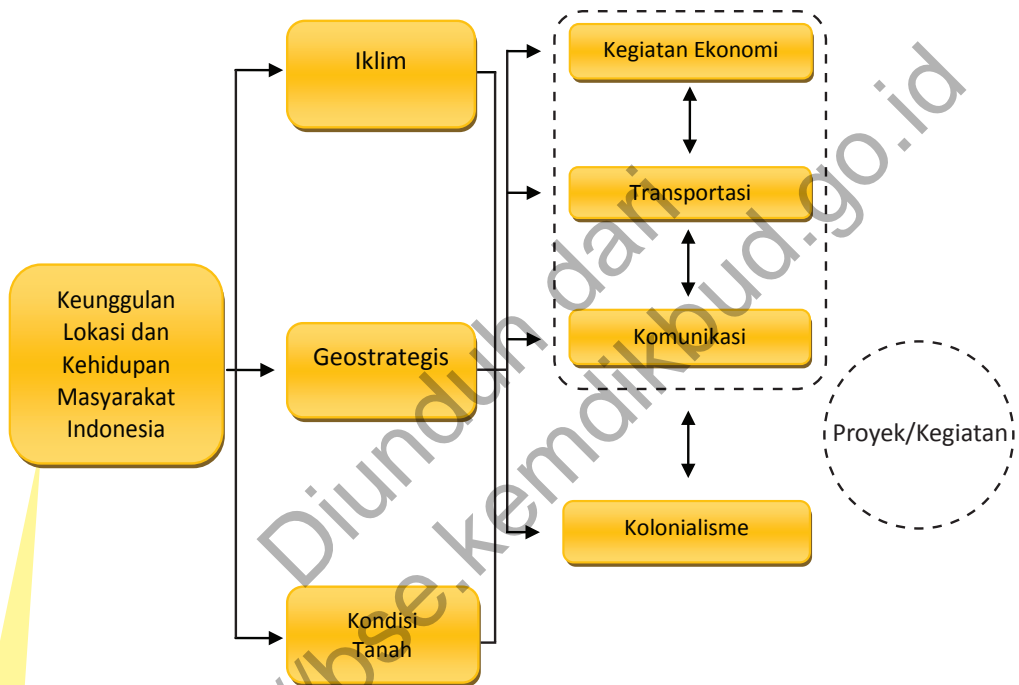 Keunggulan
Lokasi dan
Kehidupan
Masyarakat
Indonesia
Iklim
Geostrategis
Kondisi
Tanah
Kegiatan Ekonomi
Transportasi
Komunikasi
Kolonialisme
Proyek/Kegiatan
Diunduh dari
/bse.kemdikbud.go.id